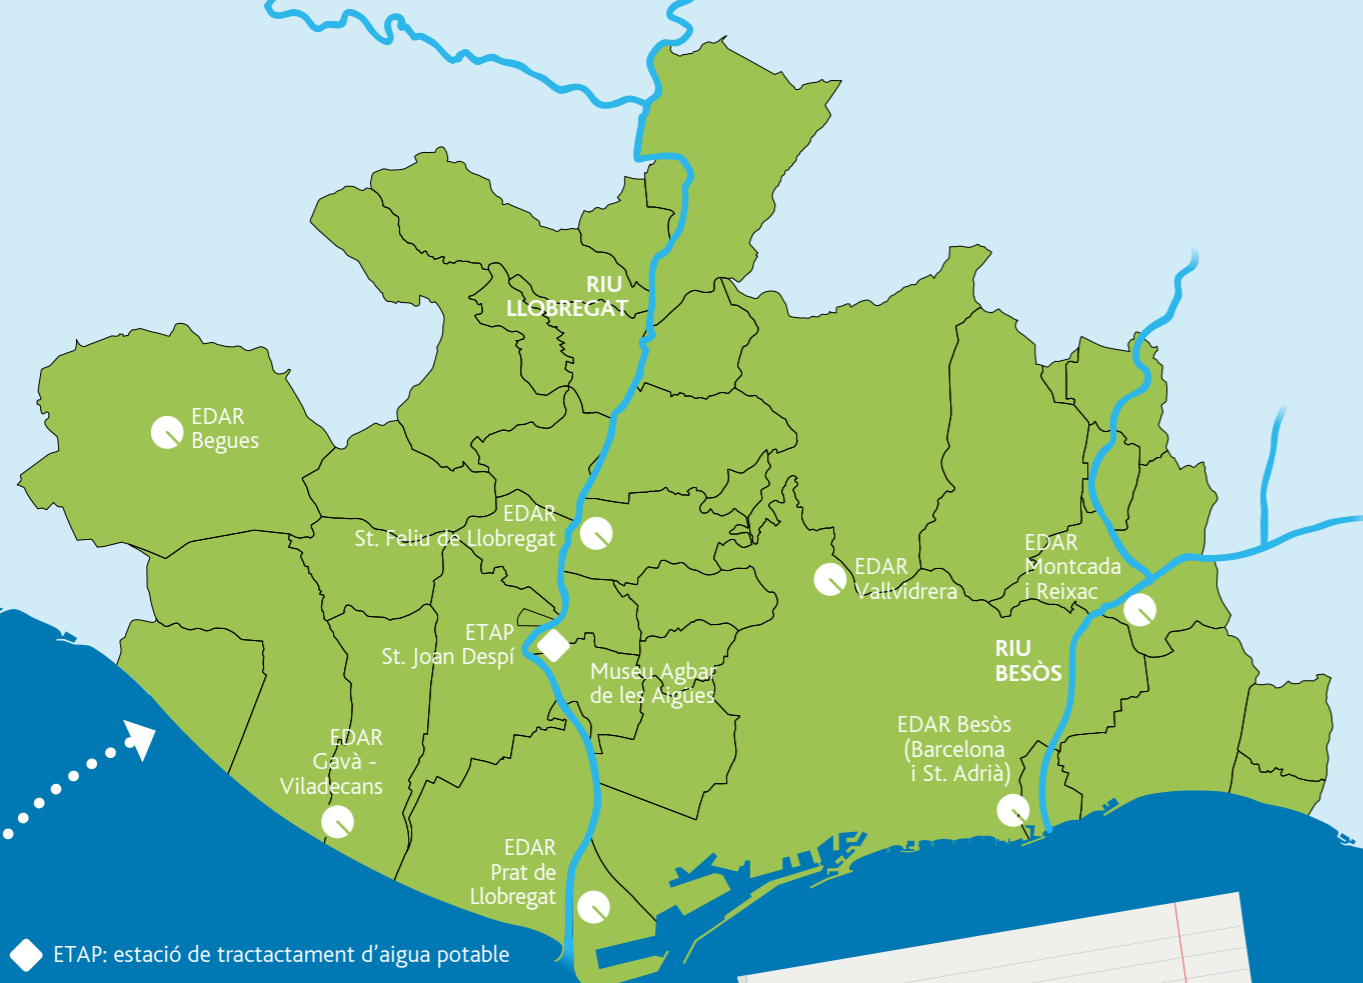 RIU
LLOBREGAT
EDAR
Begues
EDAR
St. Feliu de Llobregat
EDAR
Vallvidrera
EDAR
Montcada
i Reixac
ETAP
St. Joan Despí
Museu Agbar
de les Aigües
RIU
BESÒS
EDAR
Gavà -
Viladecans
EDAR Besòs
(Barcelona
i St. Adrià)
EDAR
Prat de
Llobregat
ETAP: estació de tractactament d’aigua potable